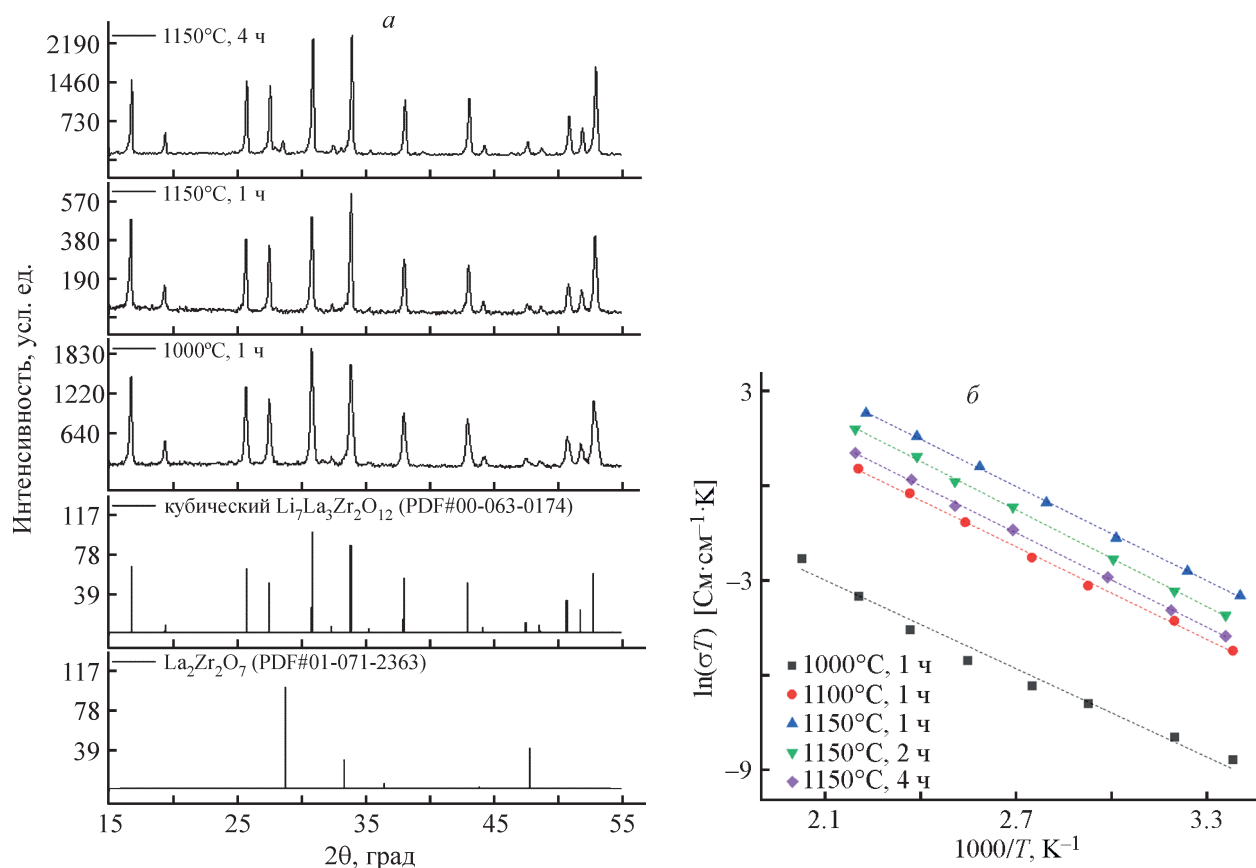 а
Интенсивность, усл. ед.
1150°C, 4 ч
2190
1460
730
1150°C, 1 ч
570
380
190
1000°C, 1 ч
1830
1220
640
кубический Li₇La₃Zr₂O₁₂ (PDF#00-063-0174)
117
78
39
La₂Zr₂O₇ (PDF#01-071-2363)
117
78
39
15 25 35 45 55
2θ, град
б
ln(σT) [См·см⁻¹·K]
3
–3
–9
1000°C, 1 ч
1100°C, 1 ч
1150°C, 1 ч
1150°C, 2 ч
1150°C, 4 ч
2.1 2.7 3.3
1000/T, K⁻¹